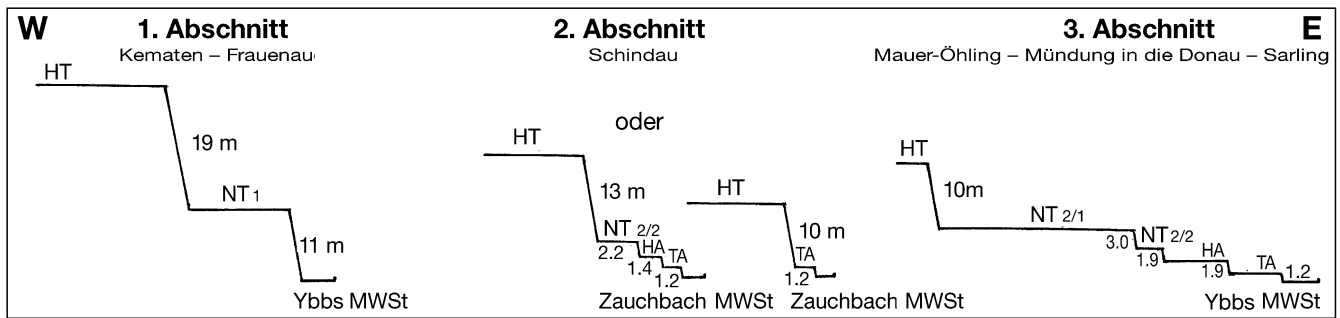 W 1. Abschnitt 2. Abschnitt 3. Abschnitt E
Kematen – Frauenau Schindau Mauer-Öhling – Mündung in die Donau – Sarling
HT
oder
HT
HT
19 m
13 m
HT
10m
NT 1
NT 2/1
10 m
NT 2/2
3.0
NT 2/2
11 m
2.2
HA
TA
TA
1.9
HA
1.4
1.2
1.2
1.9
TA
1.2
Ybbs MWSt Zauchbach MWSt Zauchbach MWSt Ybbs MWSt